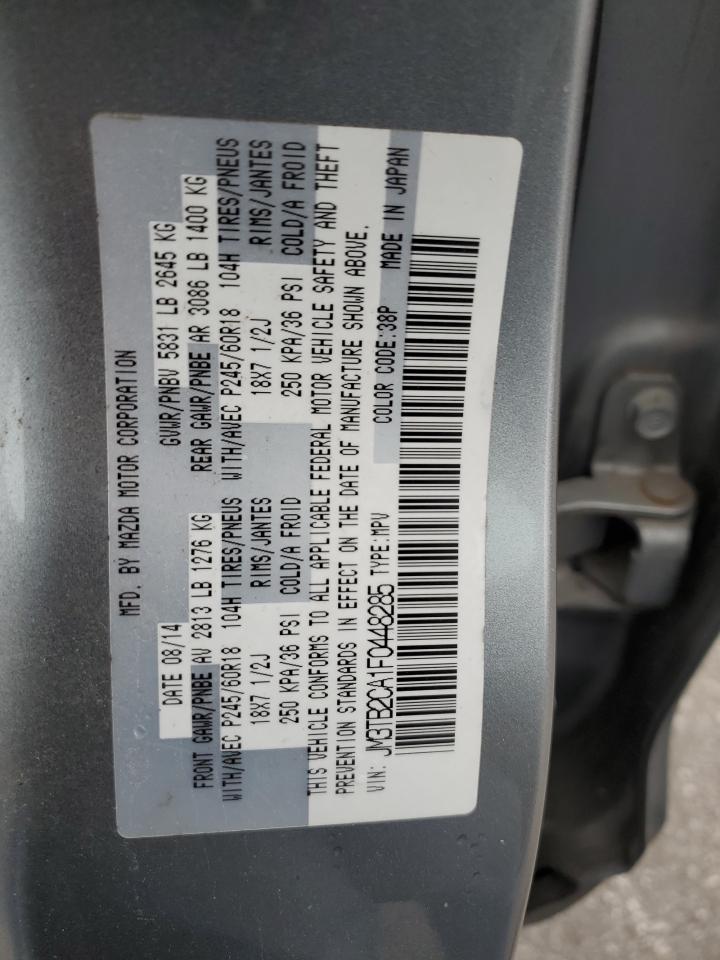 MFD. BY MAZDA MOTOR CORPORATION
DATE 08/14 GVWR/PNBV 5831 LB 2645 KG
FRONT GAWR/PNBE AV 2813 LB 1276 KG REAR GAWR/PNBE AR 3086 LB 1400 KG
WITH/AVEC P245/60R18 104H TIRES/PNEUS WITH/AVEC P245/60R18 104H TIRES/PNEUS
18X7 1/2J RIMS/JANTES 18X7 1/2J RIMS/JANTES
250 KPA/36 PSI COLD/A FROID 250 KPA/36 PSI COLD/A FROID
THIS VEHICLE CONFORMS TO ALL APPLICABLE FEDERAL MOTOR VEHICLE SAFETY AND THEFT
PREVENTION STANDARDS IN EFFECT ON THE DATE OF MANUFACTURE SHOWN ABOVE.
VIN: JM3TB2CA1F0448285 TYPE:MPV COLOR CODE:38P MADE IN JAPAN